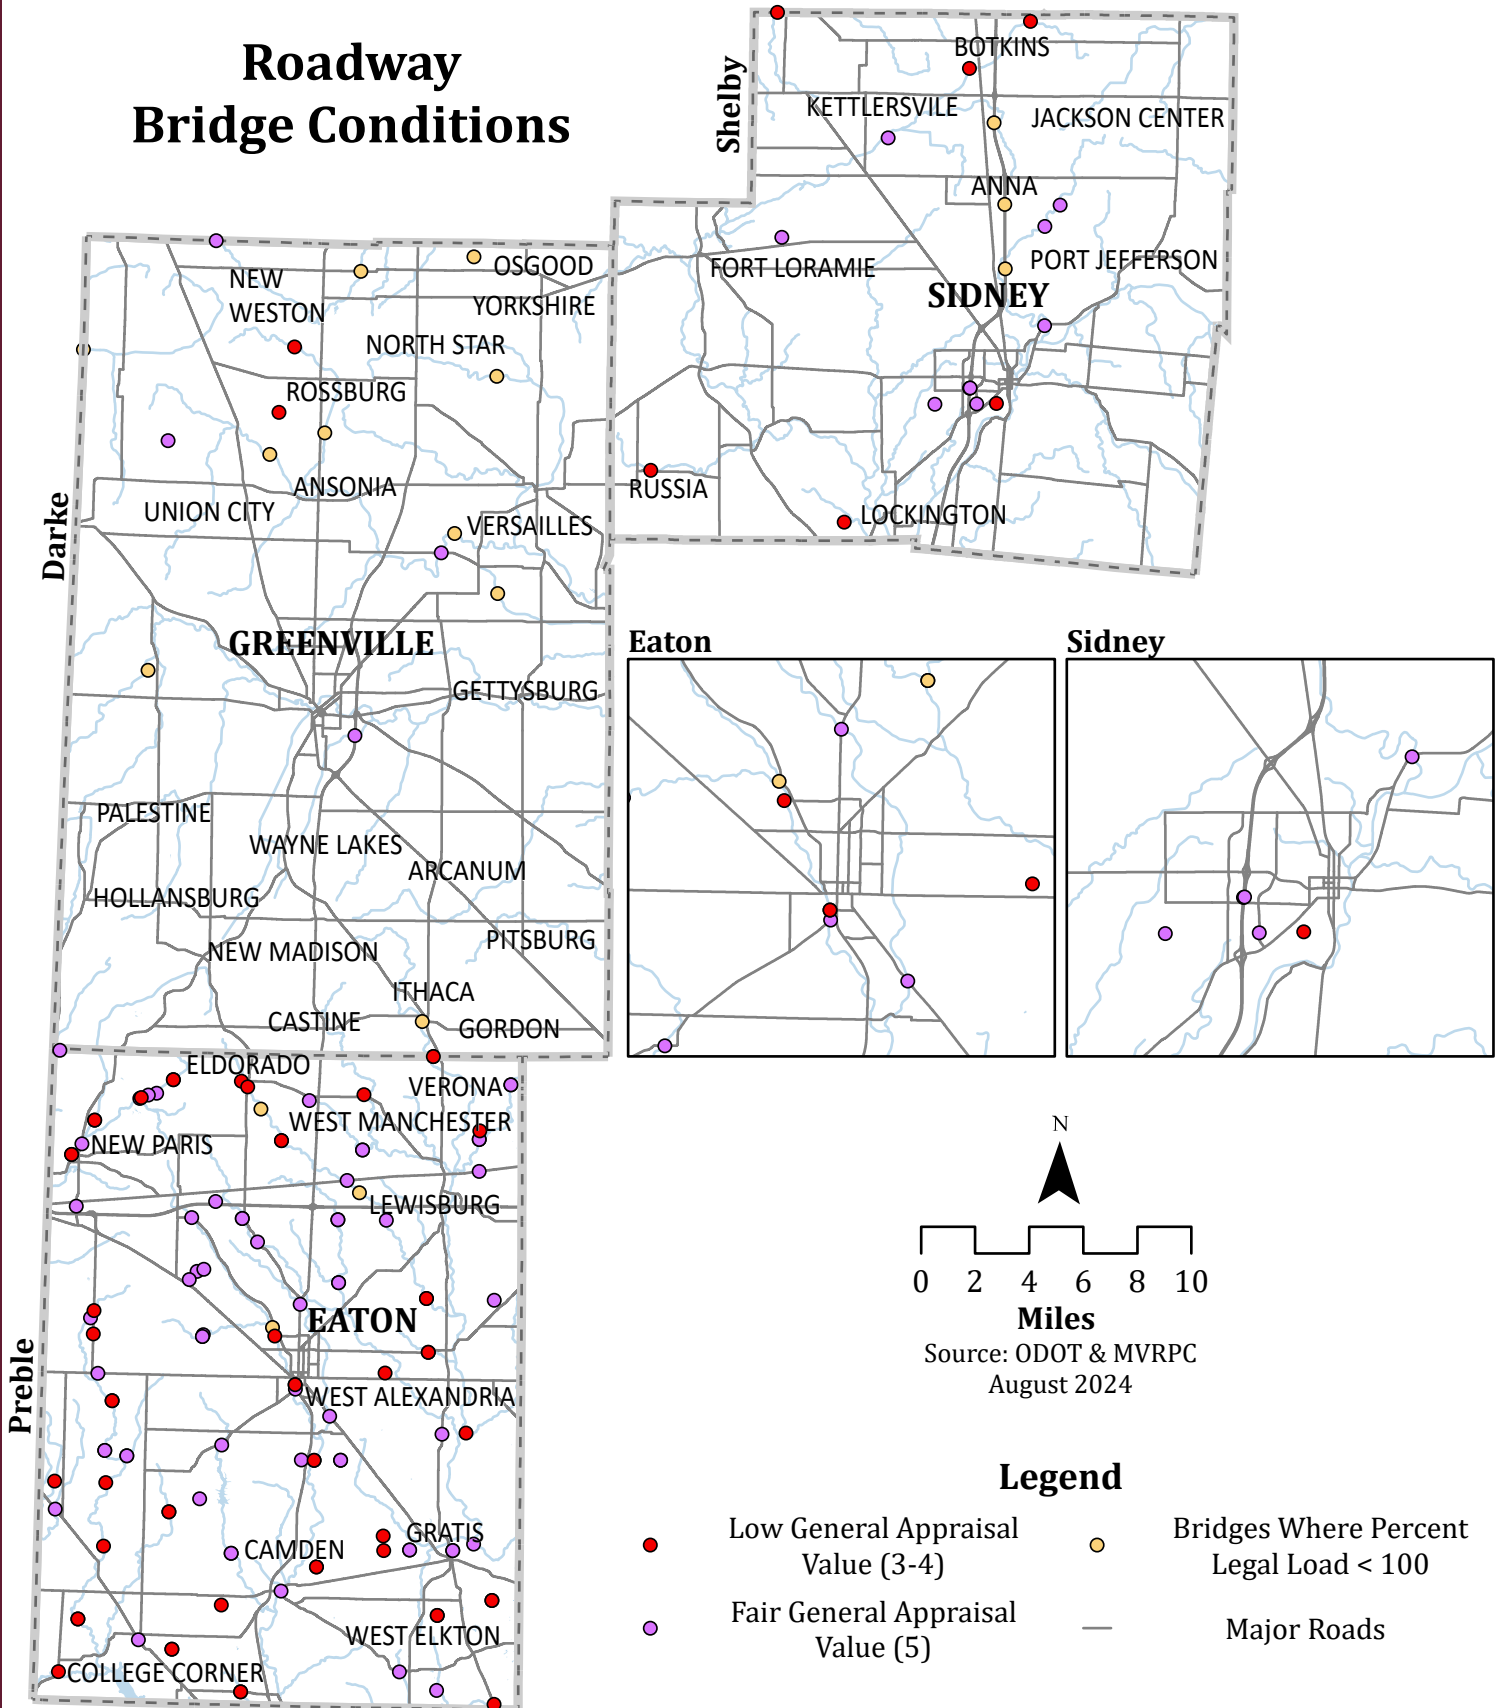 Roadway
Bridge Conditions
Shelby
BOTKINS
KETTLERSVILE
JACKSON CENTER
ANNA
PORT JEFFERSON
FORT LORAMIE
SIDNEY
RUSSIA
LOCKINGTON
Darke
NEW
WESTON
OSGOOD
YORKSHIRE
NORTH STAR
ROSSBURG
ANSONIA
UNION CITY
VERSAILLES
GREENVILLE
GETTYSBURG
PALESTINE
WAYNE LAKES
ARCANUM
HOLLANSBURG
NEW MADISON
PITSBURG
ITHACA
CASTINE
GORDON
Eaton
Sidney
Preble
ELDORADO
VERONA
WEST MANCHESTER
NEW PARIS
LEWISBURG
EATON
WEST ALEXANDRIA
GRATIS
CAMDEN
WEST ELKTON
COLLEGE CORNER
N
0 2 4 6 8 10
Miles
Source: ODOT & MVRPC
August 2024
Legend
Low General Appraisal
Value (3-4)
Bridges Where Percent
Legal Load < 100
Fair General Appraisal
Value (5)
Major Roads